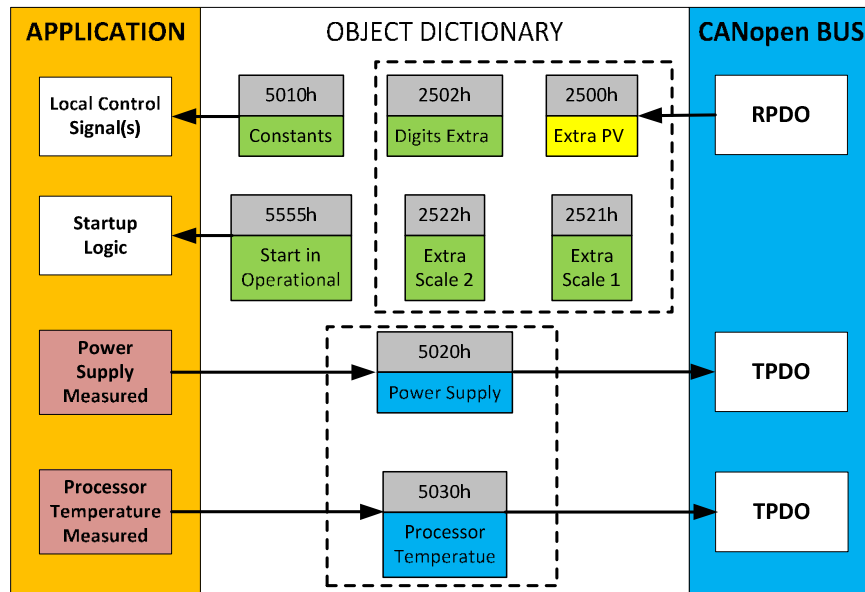 APPLICATION
OBJECT DICTIONARY
CANopen BUS
Local Control
Signal(s)
5010h
Constants
2502h
Digits Extra
2500h
Extra PV
RPDO
Startup
Logic
5555h
Start in
Operational
2522h
Extra
Scale 2
2521h
Extra
Scale 1
Power
Supply
Measured
5020h
Power Supply
TPDO
Processor
Temperature
Measured
5030h
Processor
Temperatue
TPDO